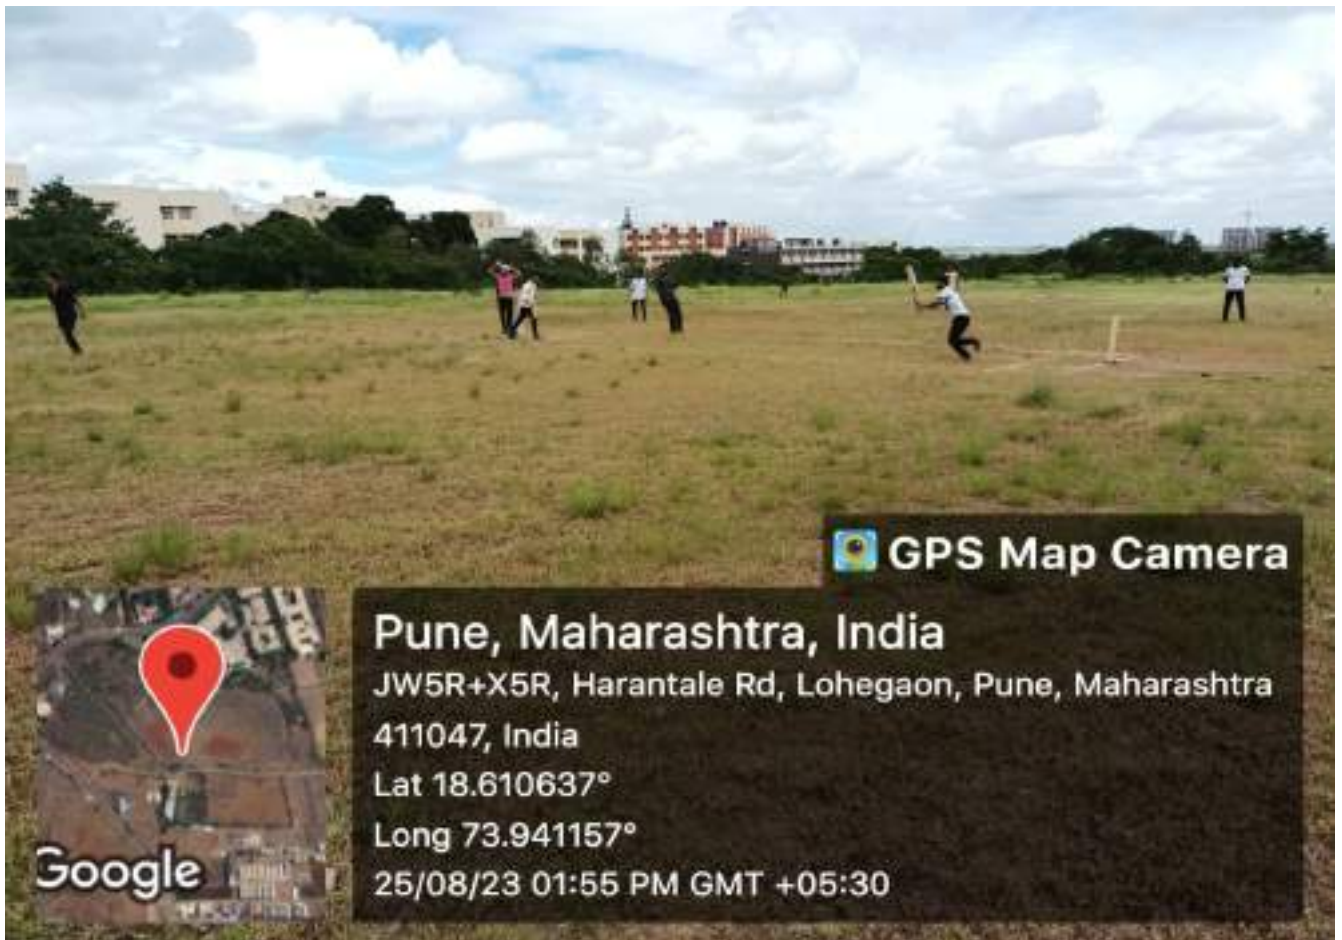 GPS Map Camera
Pune, Maharashtra, India
JW5R+X5R, Harantale Rd, Lohegaon, Pune, Maharashtra
411047, India
Lat 18.610637°
Long 73.941157°
25/08/23 01:55 PM GMT +05:30
Google